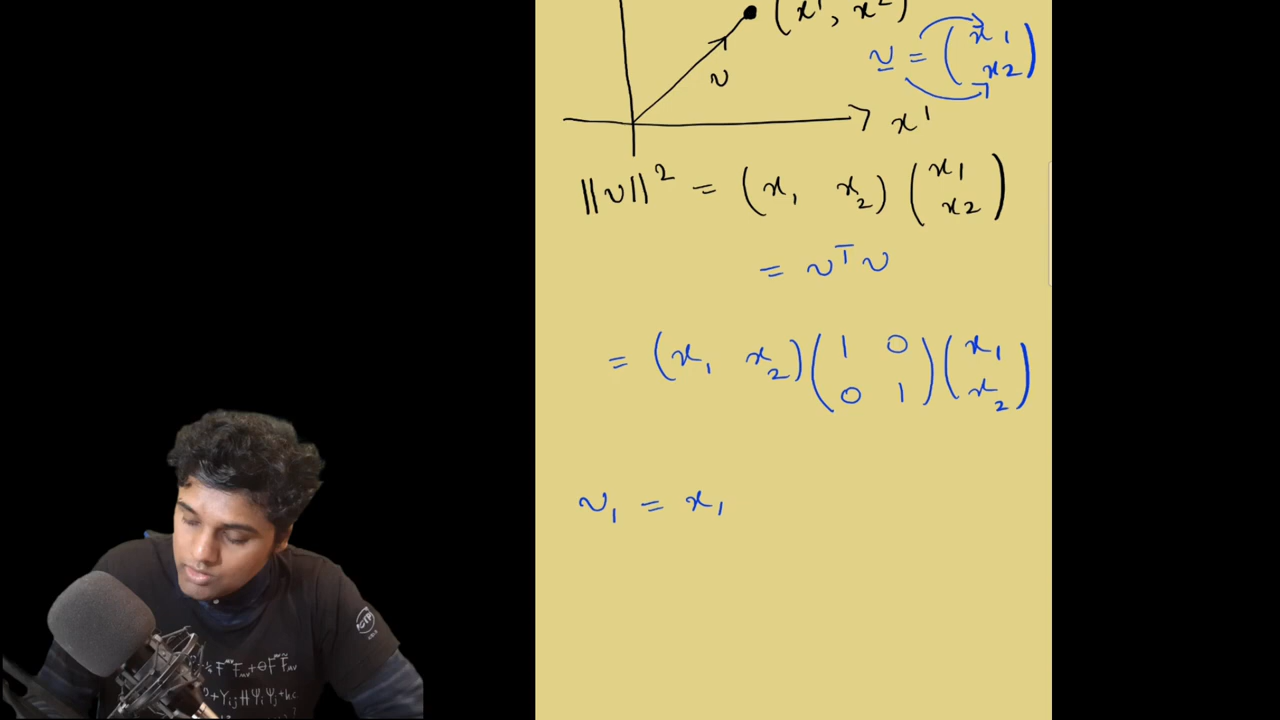 (x¹, x²)
v
v = (x1 x2)
x¹
||v||² = (x₁ x₂) (x1 x2)
= vᵀv
= (x₁ x₂) (1 0 0 1) (x₁ x₂)
v₁ = x₁